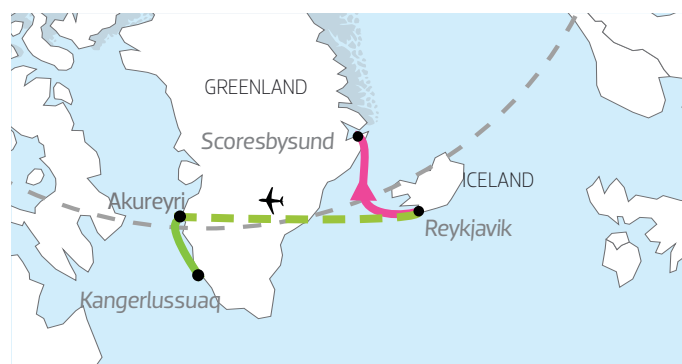 GREENLAND
Scoresbysund
ICELAND
Akureyri
Reykjavik
Kangerlussuaq